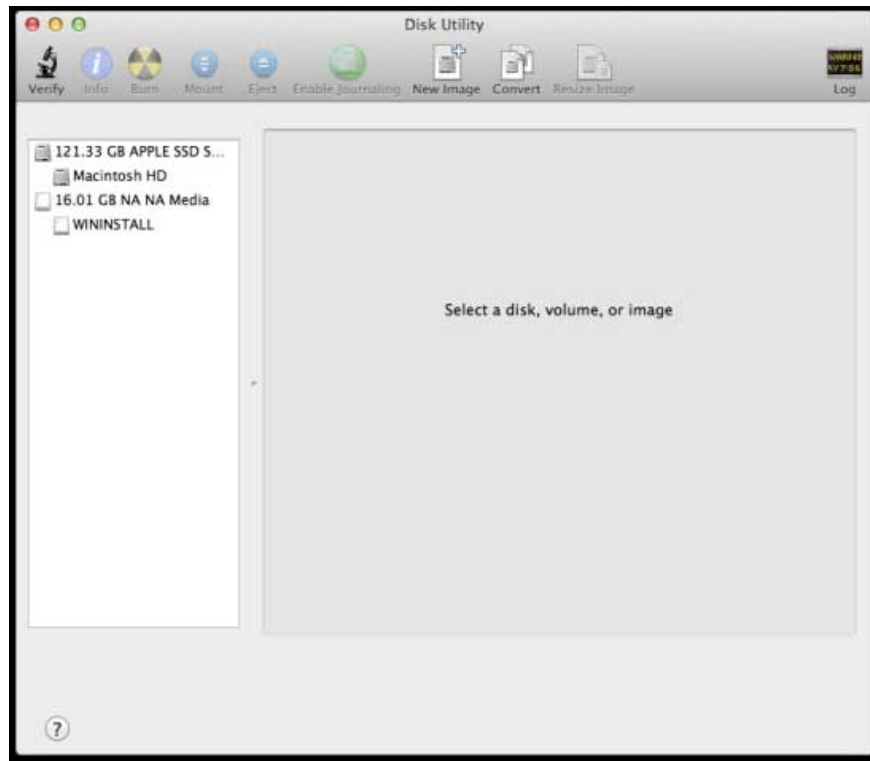 Disk Utility
Verify Info Burn Mount Eject Enable Journaling New Image Convert Resize Image Log
121.33 GB APPLE SSD S...
Macintosh HD
16.01 GB NA NA Media
WININSTALL
Select a disk, volume, or image
?